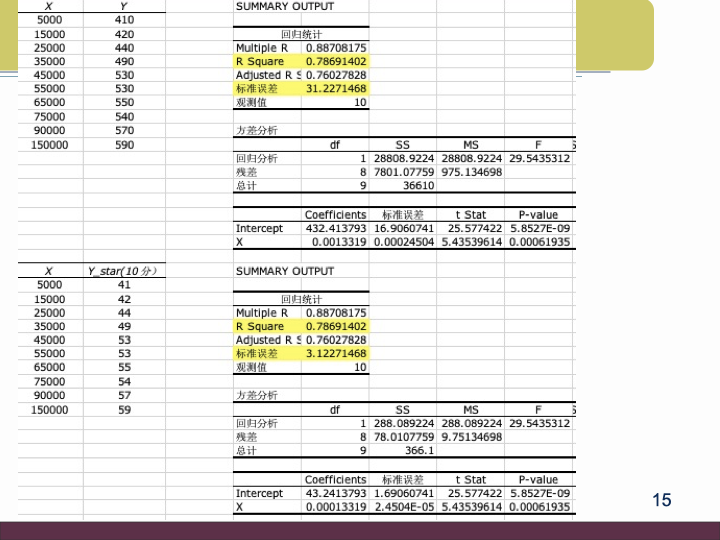 X Y SUMMARY OUTPUT
5000 410
15000 420 回归统计
25000 440 Multiple R 0.88708175
35000 490 R Square 0.78691402
45000 530 Adjusted R S 0.76027828
55000 530 标准误差 31.2271468
65000 550 观测值 10
75000 540
90000 570 方差分析
150000 590 df SS MS F
回归分析 1 28808.9224 28808.9224 29.5435312
残差 8 7801.07759 975.134698
总计 9 36610
Coefficients 标准误差 t Stat P-value
Intercept 432.413793 16.9060741 25.577422 5.8527E-09
X 0.0013319 0.00024504 5.43539614 0.00061935
X Y_star(10分) SUMMARY OUTPUT
5000 41
15000 42 回归统计
25000 44 Multiple R 0.88708175
35000 49 R Square 0.78691402
45000 53 Adjusted R S 0.76027828
55000 53 标准误差 3.12271468
65000 55 观测值 10
75000 54
90000 57 方差分析
150000 59 df SS MS F
回归分析 1 288.089224 288.089224 29.5435312
残差 8 78.0107759 9.75134698
总计 9 366.1
Coefficients 标准误差 t Stat P-value
Intercept 43.2413793 1.69060741 25.577422 5.8527E-09
X 0.00013319 2.4504E-05 5.43539614 0.00061935
15